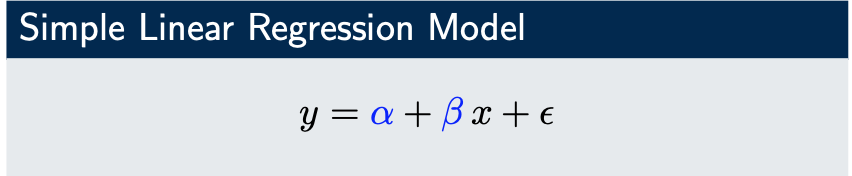 Simple Linear Regression Model
y = α + β x + ϵ